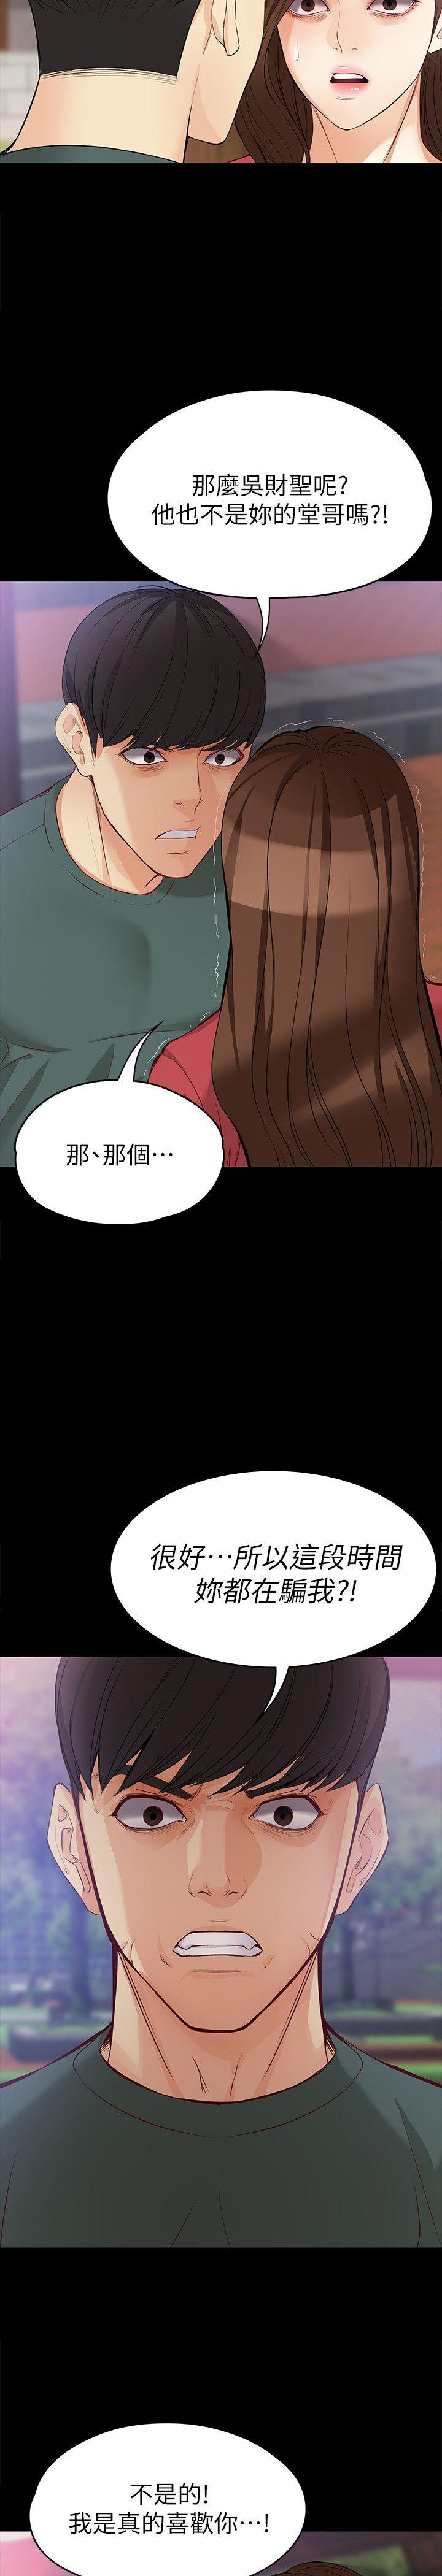 那麼吳財聖呢?
他也不是妳的堂哥嗎?!
那、那個⋯
很好⋯所以這段時間
妳都在騙我?!
不是的!
我是真的喜歡你⋯!